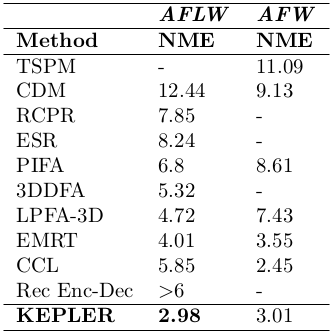 AFLW AFW
Method NME NME
TSPM - 11.09
CDM 12.44 9.13
RCPR 7.85 -
ESR 8.24 -
PIFA 6.8 8.61
3DDFA 5.32 -
LPFA-3D 4.72 7.43
EMRT 4.01 3.55
CCL 5.85 2.45
Rec Enc-Dec >6 -
KEPLER 2.98 3.01